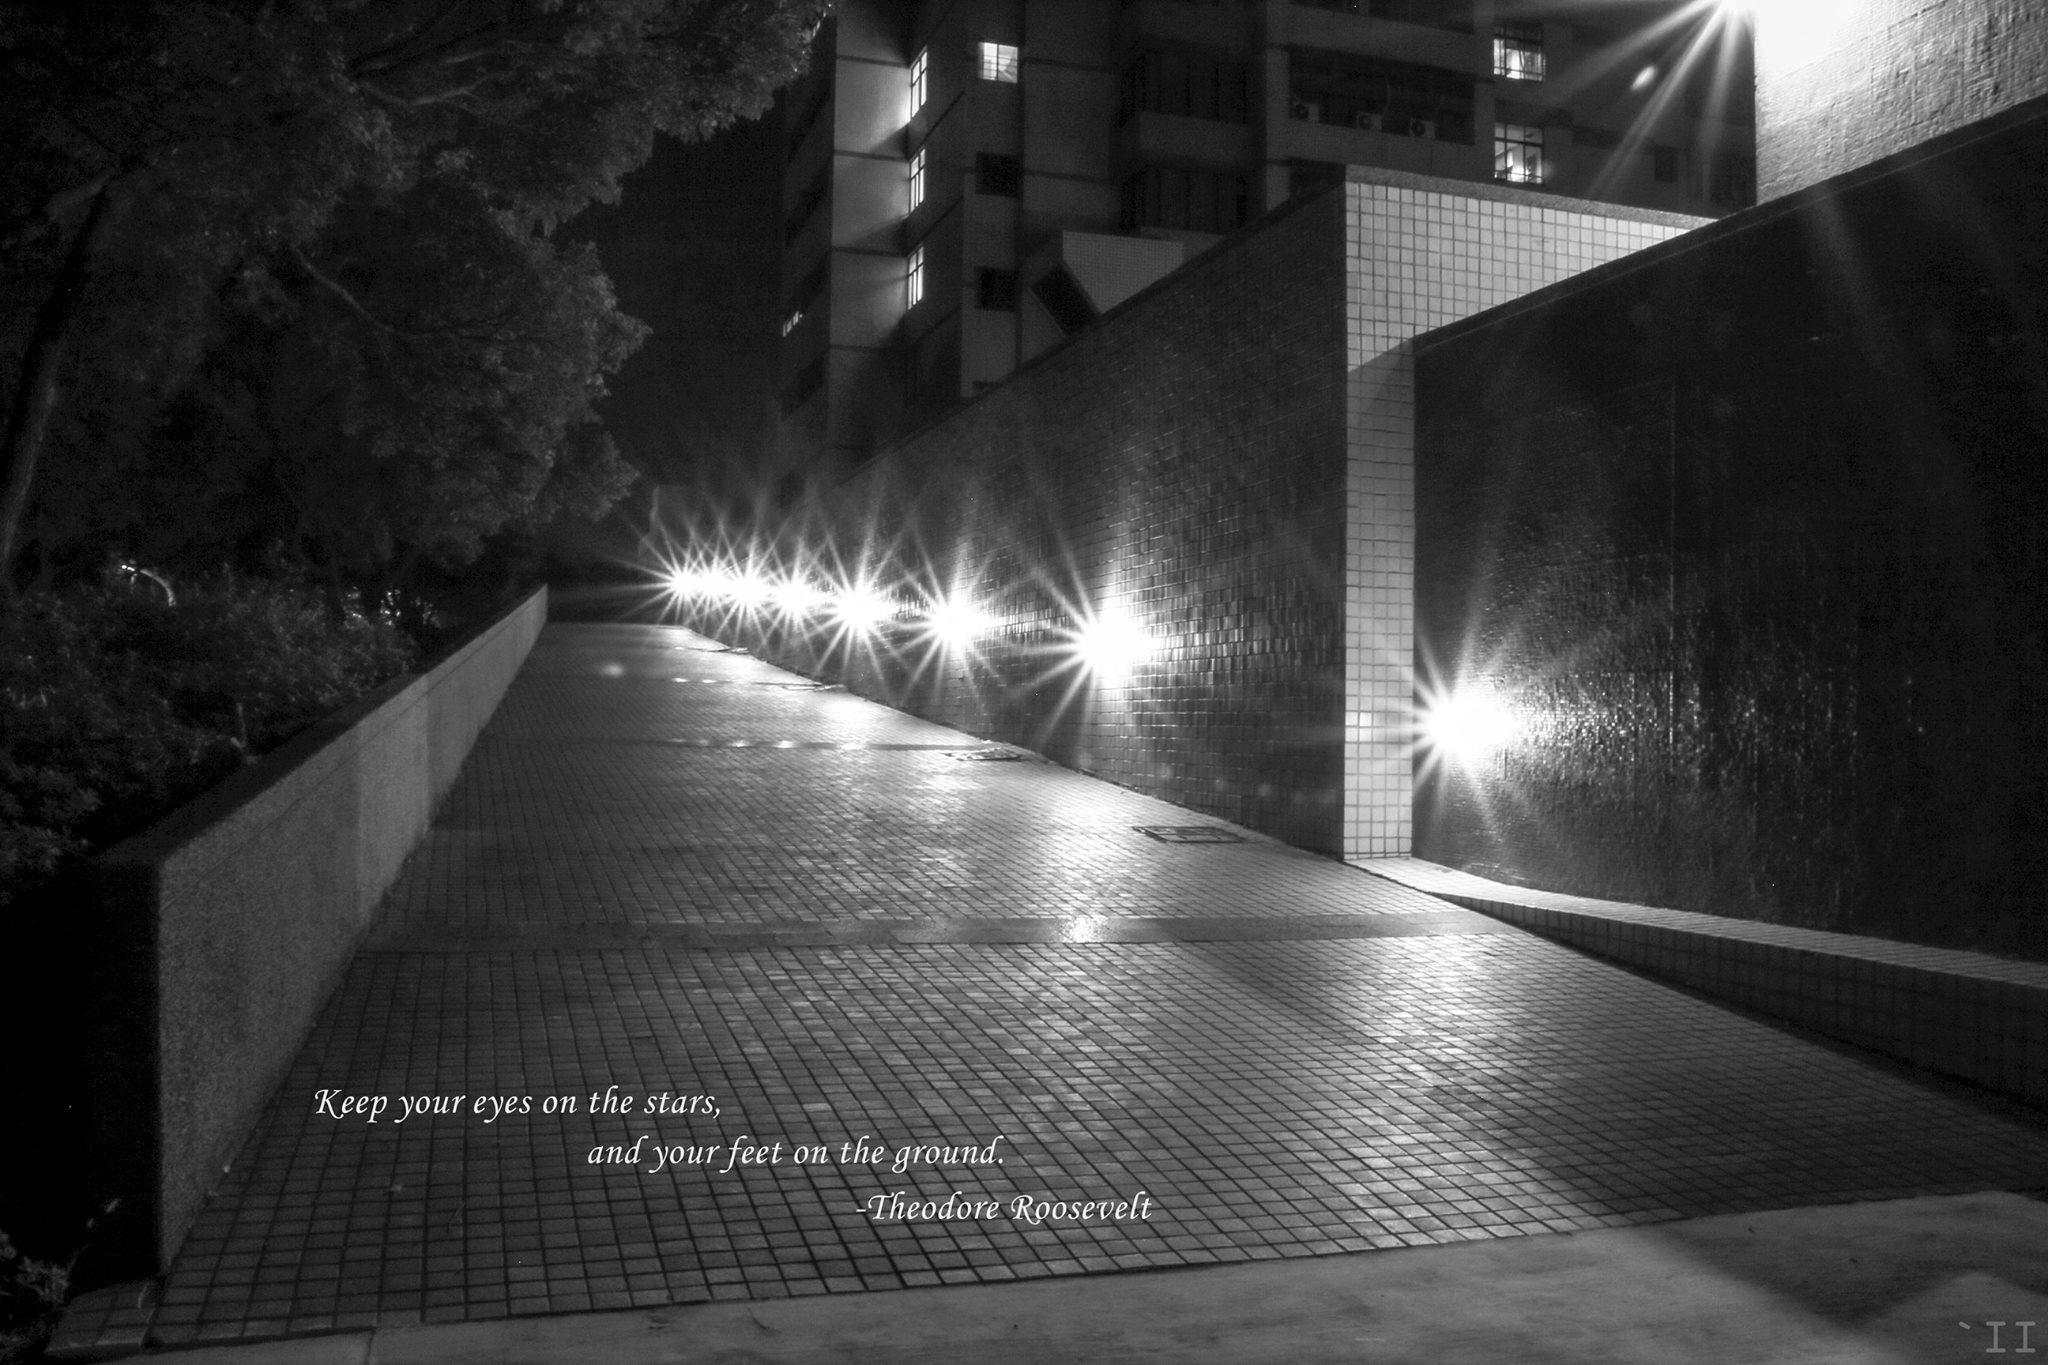 Keep your eyes on the stars,
and your feet on the ground.
-Theodore Roosevelt
`II